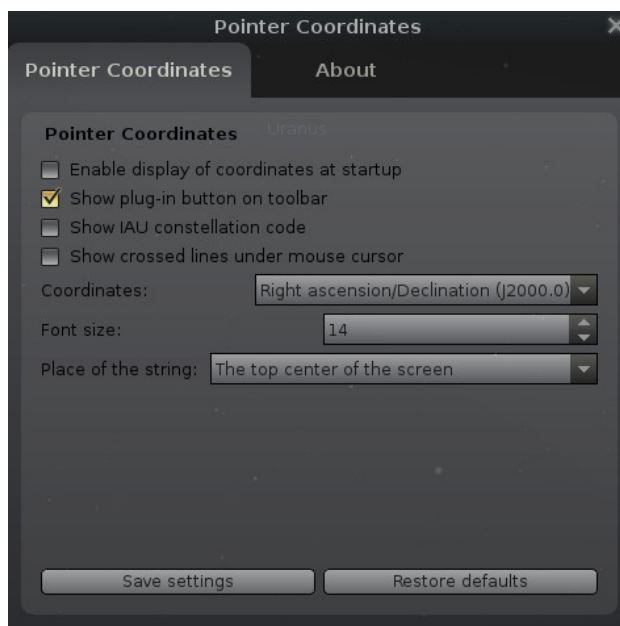 Pointer Coordinates
Pointer Coordinates About
Uranus
Pointer Coordinates
Enable display of coordinates at startup
Show plug-in button on toolbar
Show IAU constellation code
Show crossed lines under mouse cursor
Coordinates: Right ascension/Declination (J2000.0)
Font size: 14
Place of the string: The top center of the screen
Save settings Restore defaults